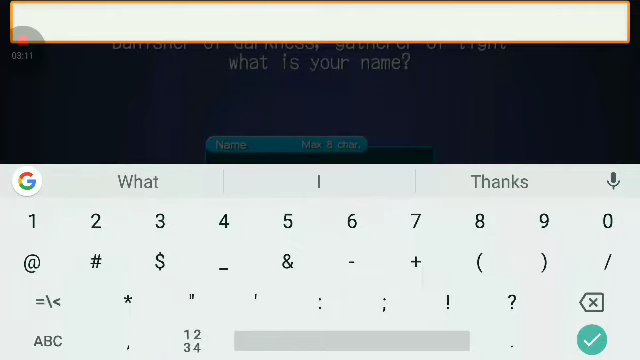 Banisher of darkness, gatherer of light
what is your name?
03:11
Name Max 8 char.
What I Thanks
1 2 3 4 5 6 7 8 9 0
@ # $ _ & - + ( ) /
=\< * " ' : ; ! ?
ABC , 12 34 .